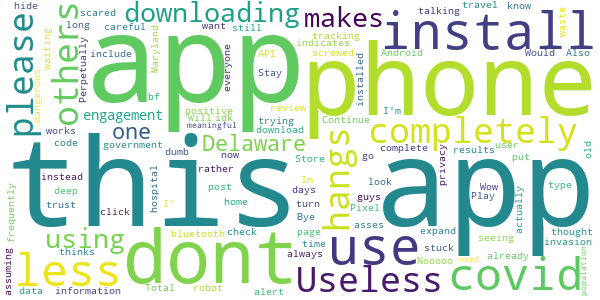 hide
scared
careful
talking
travel
know
long
want
still
waste
downloading
makes
install
others
include
Perpetually
dangerous
waiting
Maryland
bf
app
phone
everyone
tracking
screwed
Android
Would
Also
API
Stay
indicates
installed
please
engagement
positive
Will
idk
review
I'm
meaningful
trying
download
Continue
works
one
code
government
dumb
now
Delaware
Store
hangs
completely
go
complete
results
user
old
instead
deep
trust
hospital
rather
Im
days
look
privacy
put
type
this
app
post
click
home
turn
guys
Wow
Play
actually
thought
invasion
frequently
I'
bluetooth
check
Bye
Pixel
page
asses
time
always
using
dont
use
expand
stuck
Nooooo
seeing
already
thinks
less
Useless
covid
assuming
data
information
Total
robot
alert
need
population